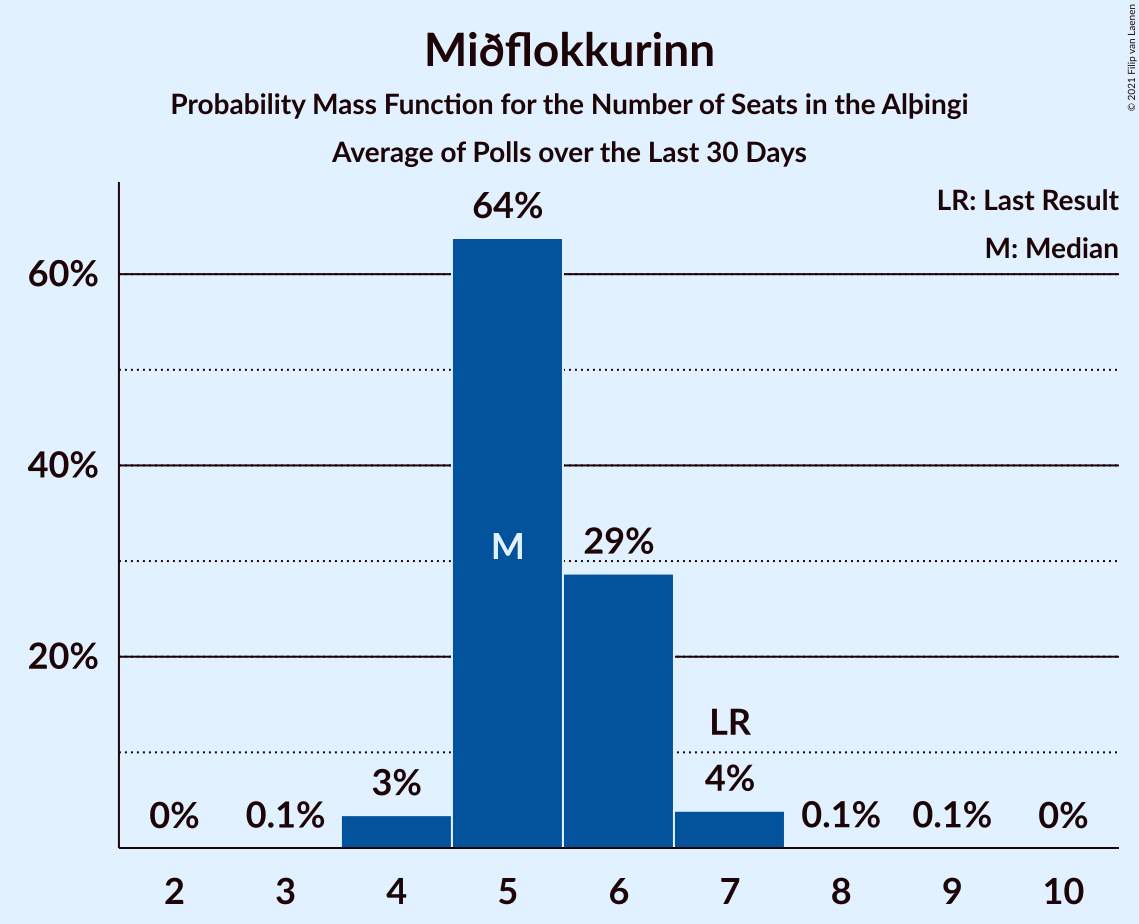 Miðflokkurinn
Probability Mass Function for the Number of Seats in the Alþingi
Average of Polls over the Last 30 Days
© 2021 Filip van Laenen
LR: Last Result
M: Median
64%
60%
40%
M
29%
20%
LR
0%
0.1%
3%
4%
0.1%
0.1%
0%
2 3 4 5 6 7 8 9 10